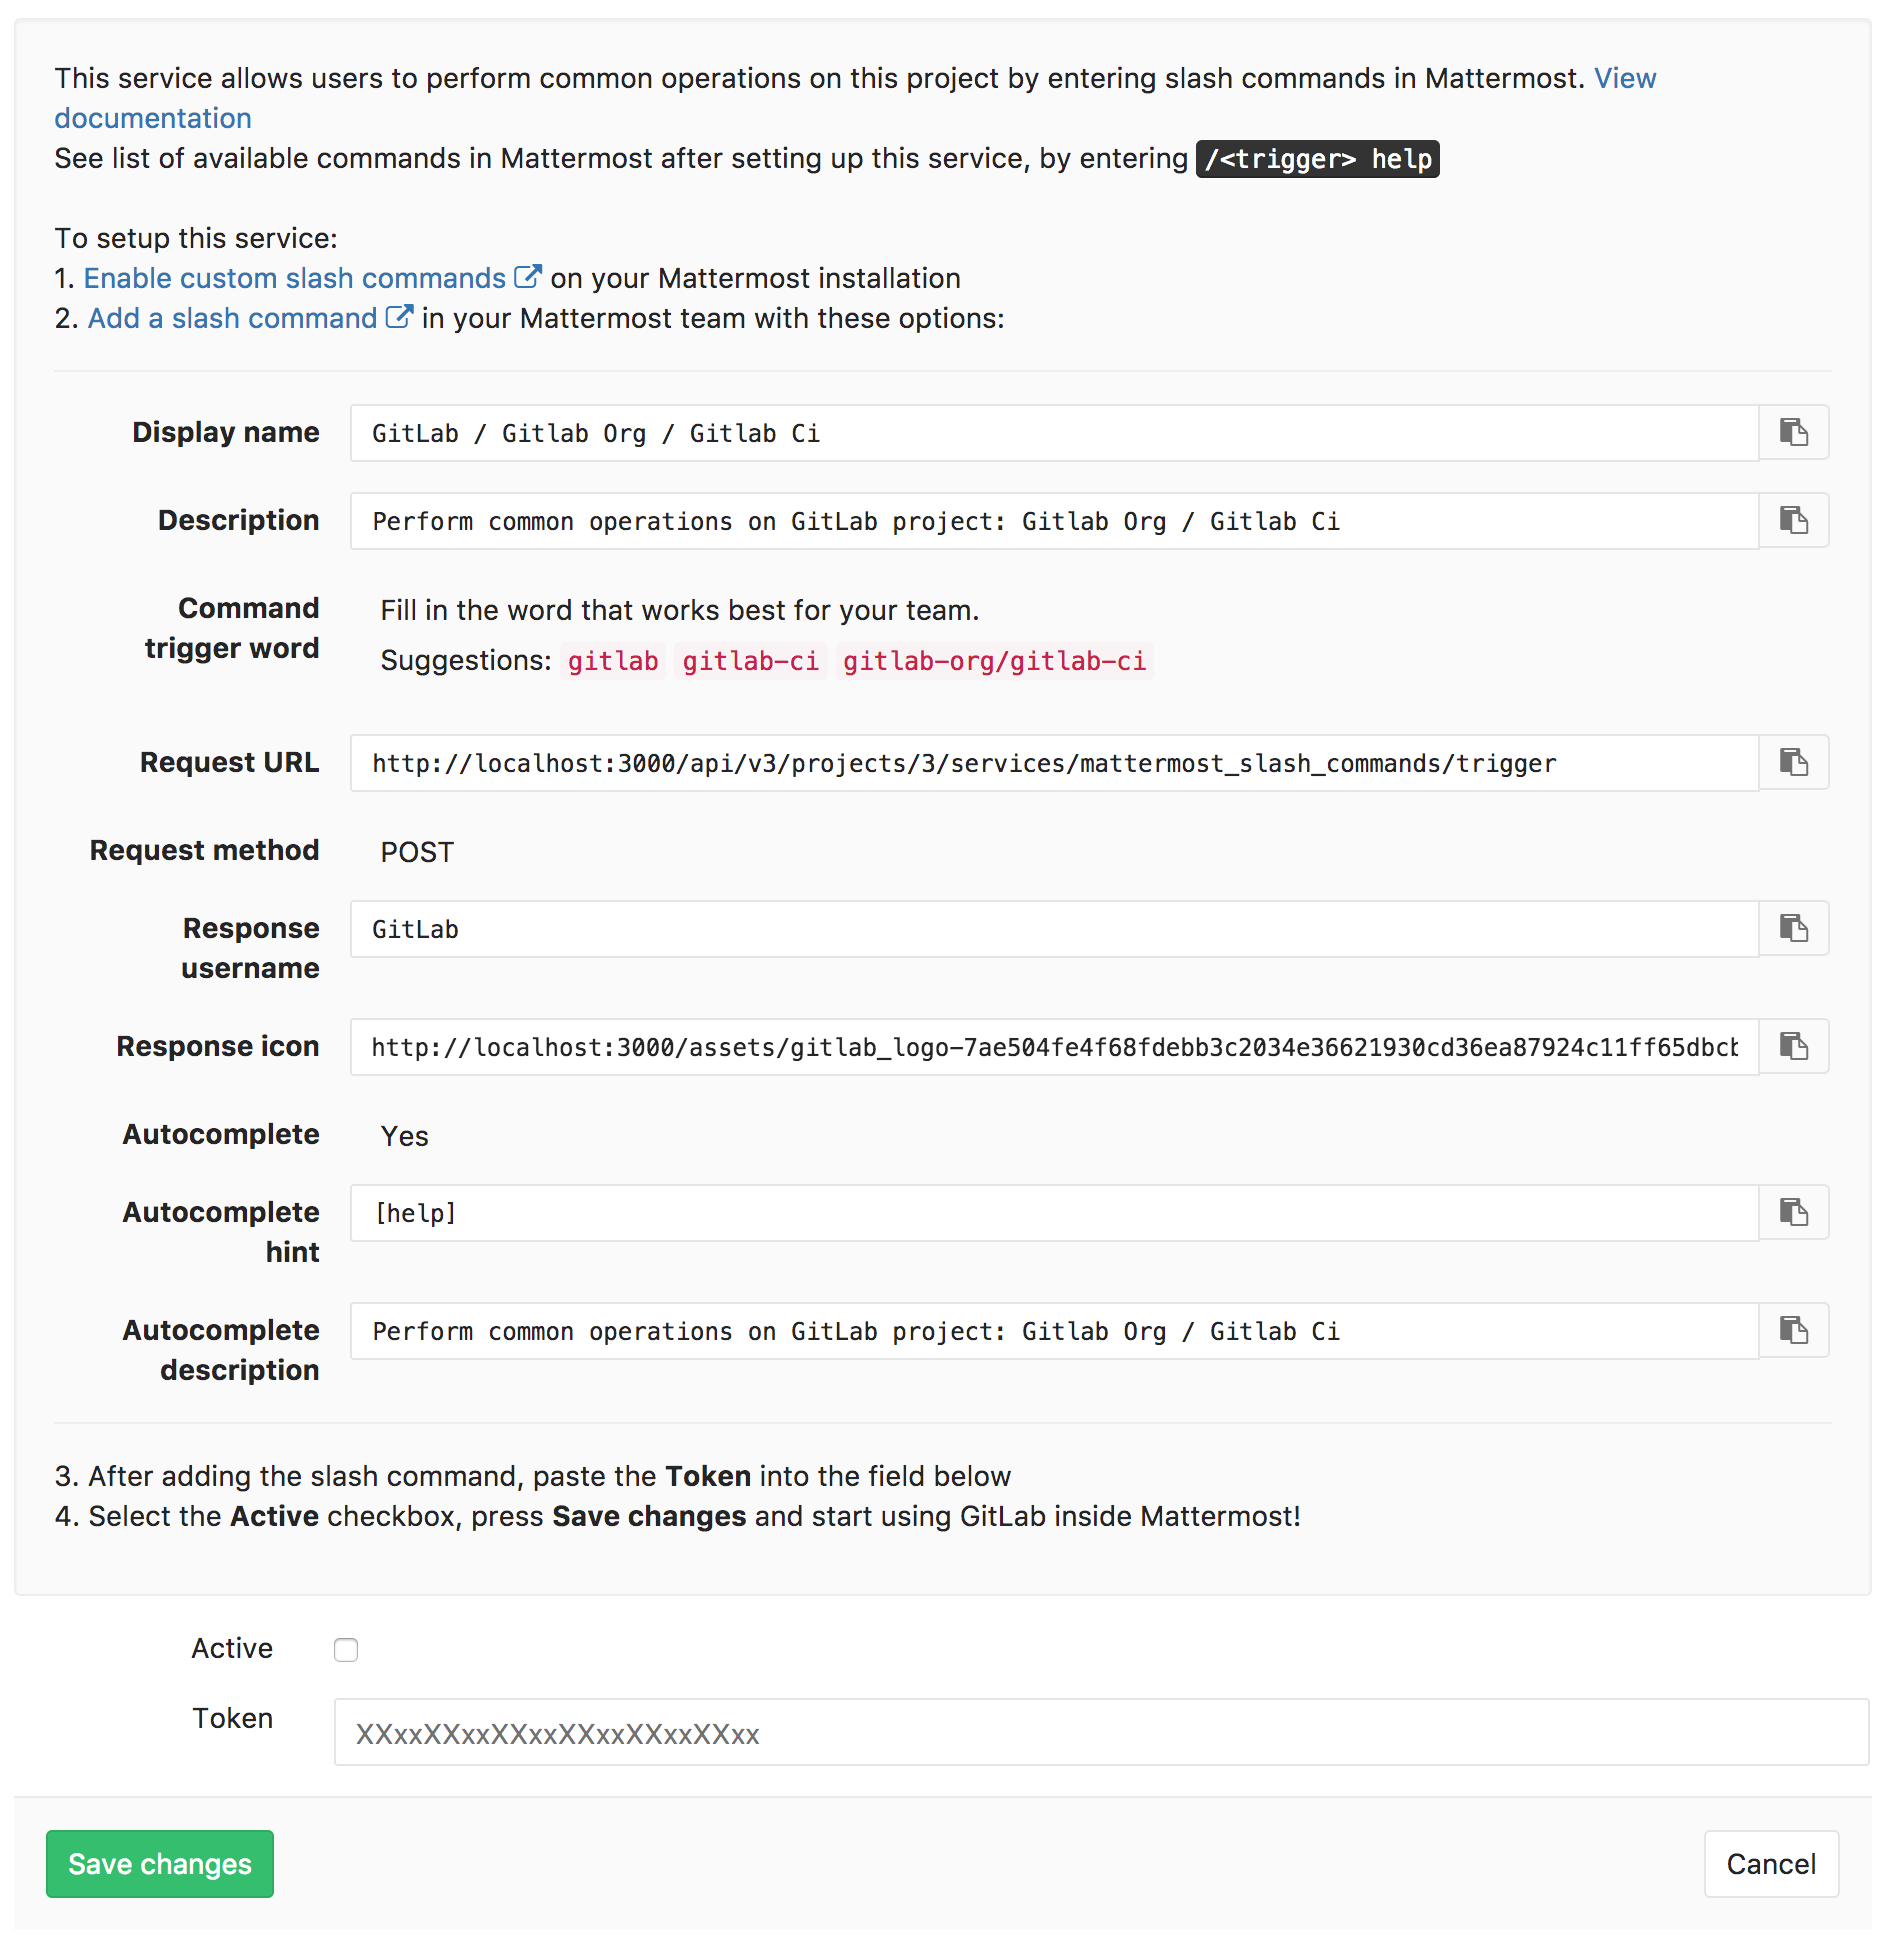 This service allows users to perform common operations on this project by entering slash commands in Mattermost. View
documentation
See list of available commands in Mattermost after setting up this service, by entering /<trigger> help
To setup this service:
1. Enable custom slash commands on your Mattermost installation
2. Add a slash command in your Mattermost team with these options:
Display name GitLab / Gitlab Org / Gitlab Ci
Description Perform common operations on GitLab project: Gitlab Org / Gitlab Ci
Command
trigger word
Fill in the word that works best for your team.
Suggestions: gitlab gitlab-ci gitlab-org/gitlab-ci
Request URL http://localhost:3000/api/v3/projects/3/services/mattermost_slash_commands/trigger
Request method POST
Response
username
GitLab
Response icon http://localhost:3000/assets/gitlab_logo-7ae504fe4f68fdebb3c2034e36621930cd36ea87924c11ff65dbcb
Autocomplete Yes
Autocomplete
hint
[help]
Autocomplete
description
Perform common operations on GitLab project: Gitlab Org / Gitlab Ci
3. After adding the slash command, paste the Token into the field below
4. Select the Active checkbox, press Save changes and start using GitLab inside Mattermost!
Active
Token XXxxXXxxXXxxXXxxXXxxXXxx
Save changes Cancel